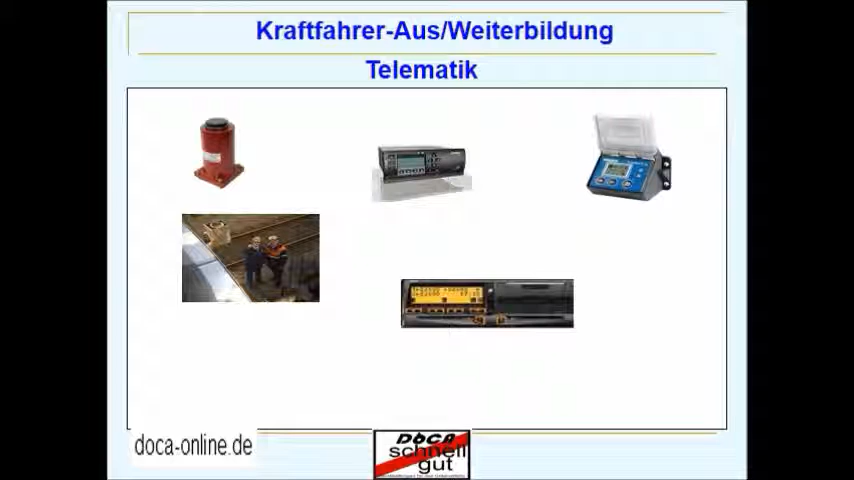 Kraftfahrer-Aus/Weiterbildung
Telematik
doca-online.de
DoCA
schnell
gut